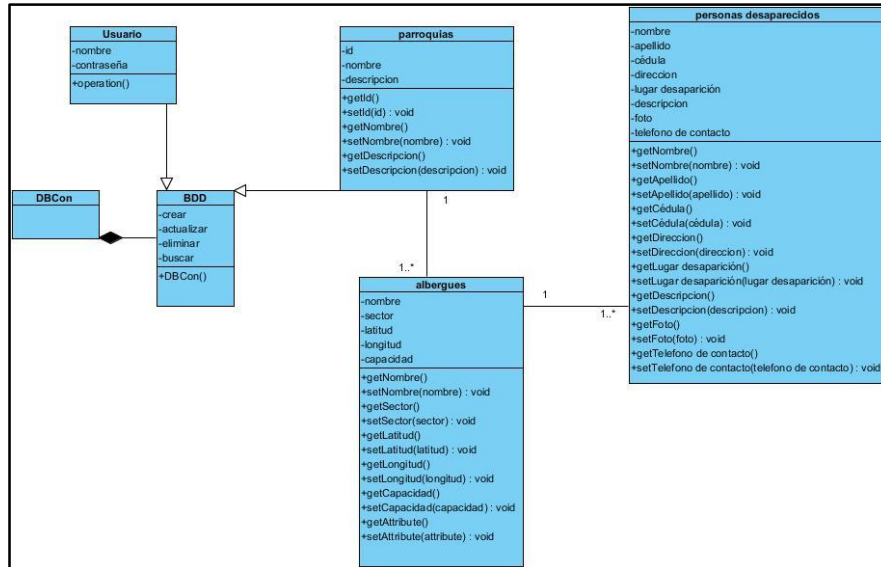 Usuario
-nombre
-contraseña
+operation()
parroquias
-id
-nombre
-descripcion
+getId()
+setId(id) : void
+getNombre()
+setNombre(nombre) : void
+getDescripcion()
+setDescripcion(descripcion) : void
personas desaparecidos
-nombre
-apellido
-cédula
-direccion
-lugar desaparición
-descripcion
-foto
-telefono de contacto
+getNombre()
+setNombre(nombre) : void
+getApellido()
+setApellido(apellido) : void
+getCédula()
+setCédula(cédula) : void
+getDireccion()
+setDireccion(direccion) : void
+getLugar desaparición()
+setLugar desaparición(lugar desaparición) : void
+getDescripcion()
+setDescripcion(descripcion) : void
+getFoto()
+setFoto(foto) : void
+getTelefono de contacto()
+setTelefono de contacto(telefono de contacto) : void
DBCon
BDD
-crear
-actualizar
-eliminar
-buscar
+DBCon()
1
1..*
albergues
-nombre
-sector
-latitud
-longitud
-capacidad
+getNombre()
+setNombre(nombre) : void
+getSector()
+setSector(sector) : void
+getLatitud()
+setLatitud(latitud) : void
+getLongitud()
+setLongitud(longitud) : void
+getCapacidad()
+setCapacidad(capacidad) : void
+getAttribute()
+setAttribute(attribute) : void
1
1..*